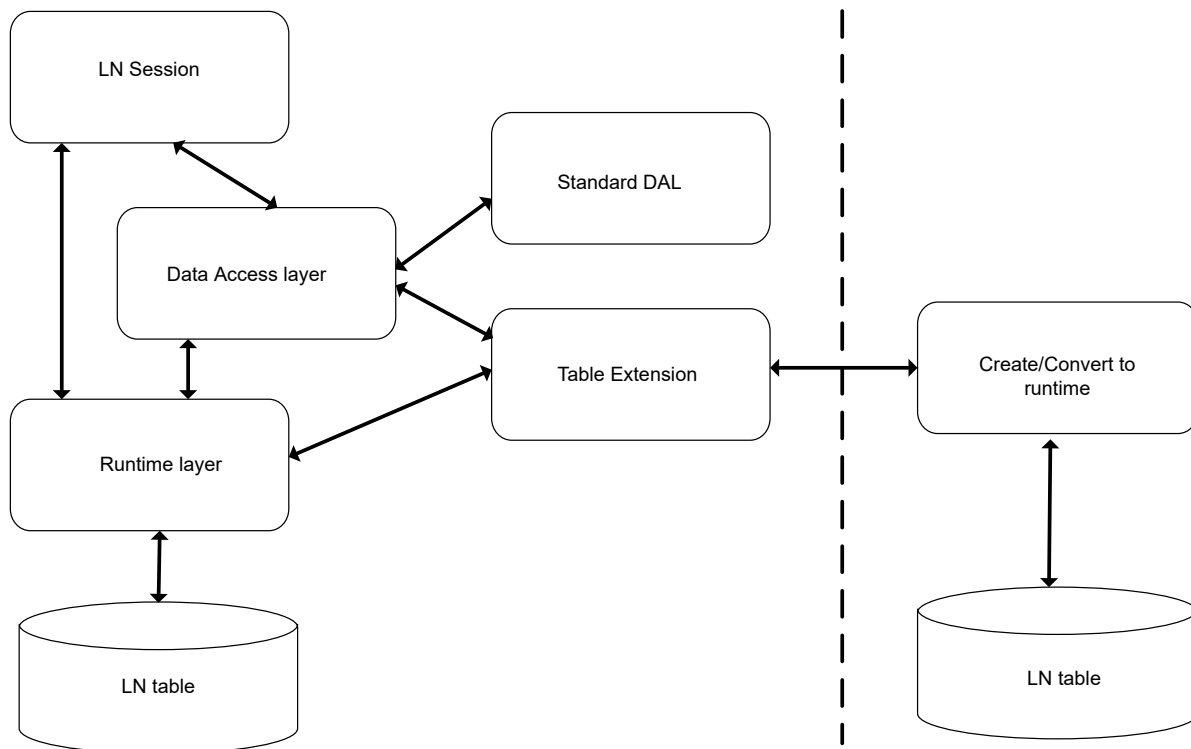 LN Session
Standard DAL
Data Access layer
Table Extension
Create/Convert to
runtime
Runtime layer
LN table
LN table